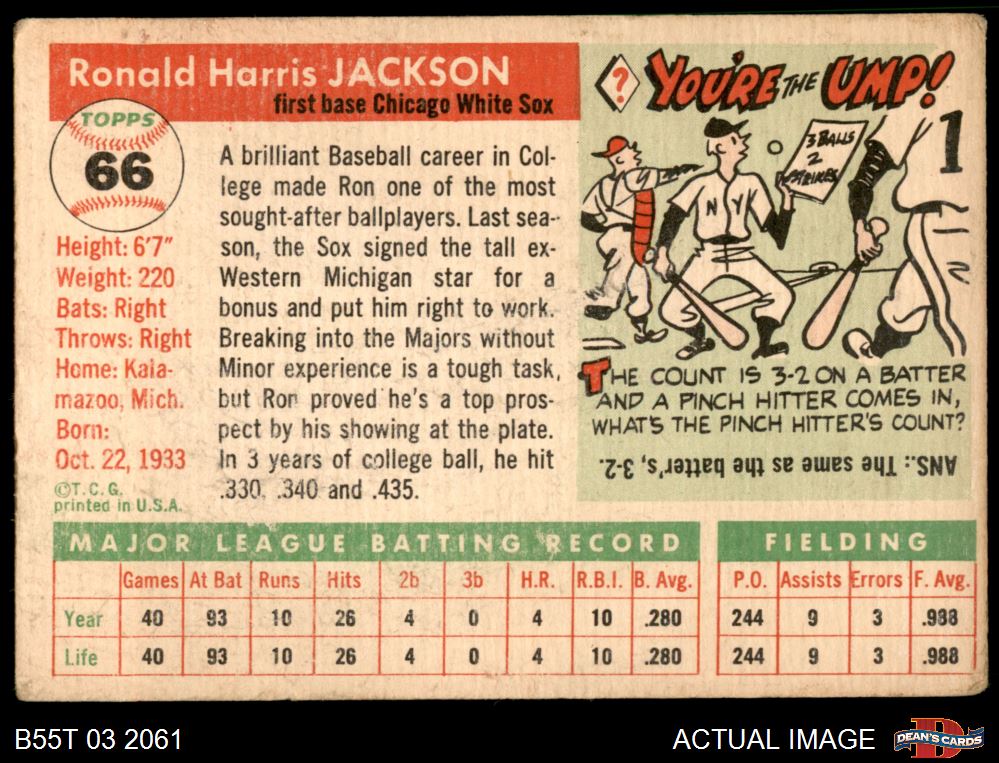 Ronald Harris JACKSON
first base Chicago White Sox
TOPPS
66
Height: 6'7"
Weight: 220
Bats: Right
Throws: Right
Home: Kala-
mazoo, Mich.
Born:
Oct. 22, 1933
©T.C.G.
printed in U.S.A.
A brilliant Baseball career in Col-
lege made Ron one of the most
sought-after ballplayers. Last sea-
son, the Sox signed the tall ex-
Western Michigan star for a
bonus and put him right to work.
Breaking into the Majors without
Minor experience is a tough task,
but Ron proved he's a top pros-
pect by his showing at the plate.
In 3 years of college ball, he hit
.330, .340 and .435.
? YOU'RE THE UMP!
3 BALLS
2
STRIKES
N Y
1
THE COUNT IS 3-2 ON A BATTER
AND A PINCH HITTER COMES IN,
WHAT'S THE PINCH HITTER'S COUNT?
ANS.: The same as the batter's, 3-2.
MAJOR LEAGUE BATTING RECORD FIELDING
Games At Bat Runs Hits 2b 3b H.R. R.B.I. B. Avg. P.O. Assists Errors F. Avg.
Year 40 93 10 26 4 0 4 10 .280 244 9 3 .988
Life 40 93 10 26 4 0 4 10 .280 244 9 3 .988
B55T 03 2061 ACTUAL IMAGE DEAN'S CARDS